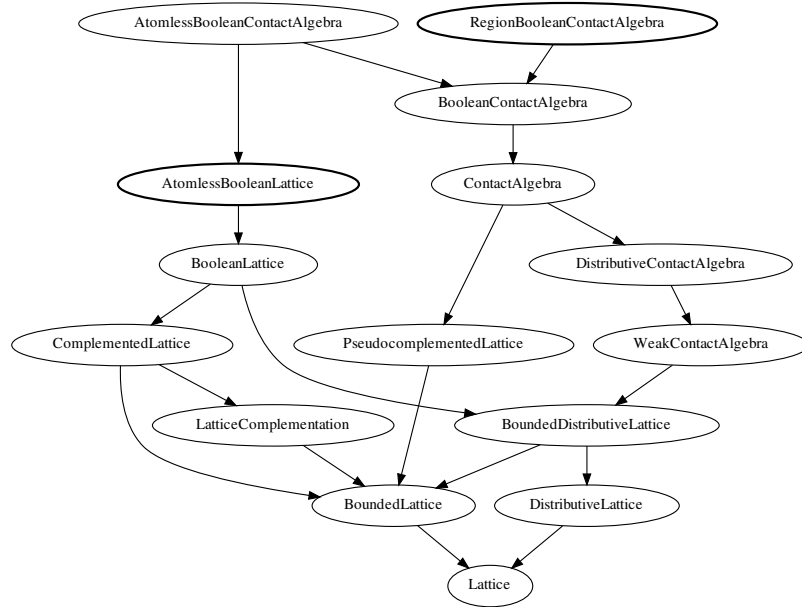 AtomlessBooleanContactAlgebra
RegionBooleanContactAlgebra
BooleanContactAlgebra
AtomlessBooleanLattice
ContactAlgebra
BooleanLattice
DistributiveContactAlgebra
ComplementedLattice
PseudocomplementedLattice
WeakContactAlgebra
LatticeComplementation
BoundedDistributiveLattice
BoundedLattice
DistributiveLattice
Lattice